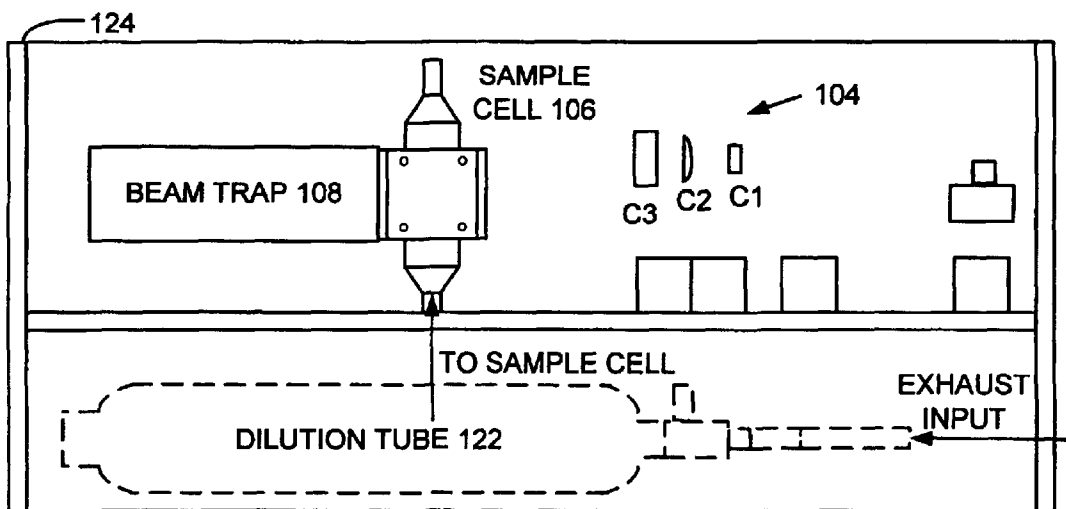 124
SAMPLE
CELL 106
104
BEAM TRAP 108
C3
C2
C1
TO SAMPLE CELL
EXHAUST
INPUT
DILUTION TUBE 122